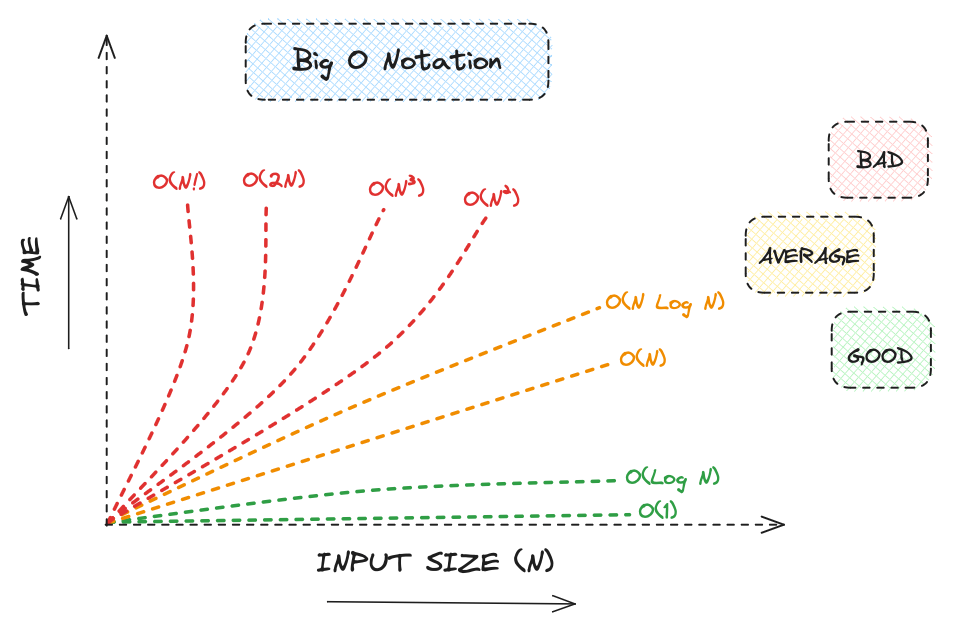 Big O Notation
BAD
O(N!)
O(2N)
O(N³)
O(N²)
AVERAGE
TIME
O(N Log N)
GOOD
O(N)
O(Log N)
O(1)
INPUT SIZE (N)